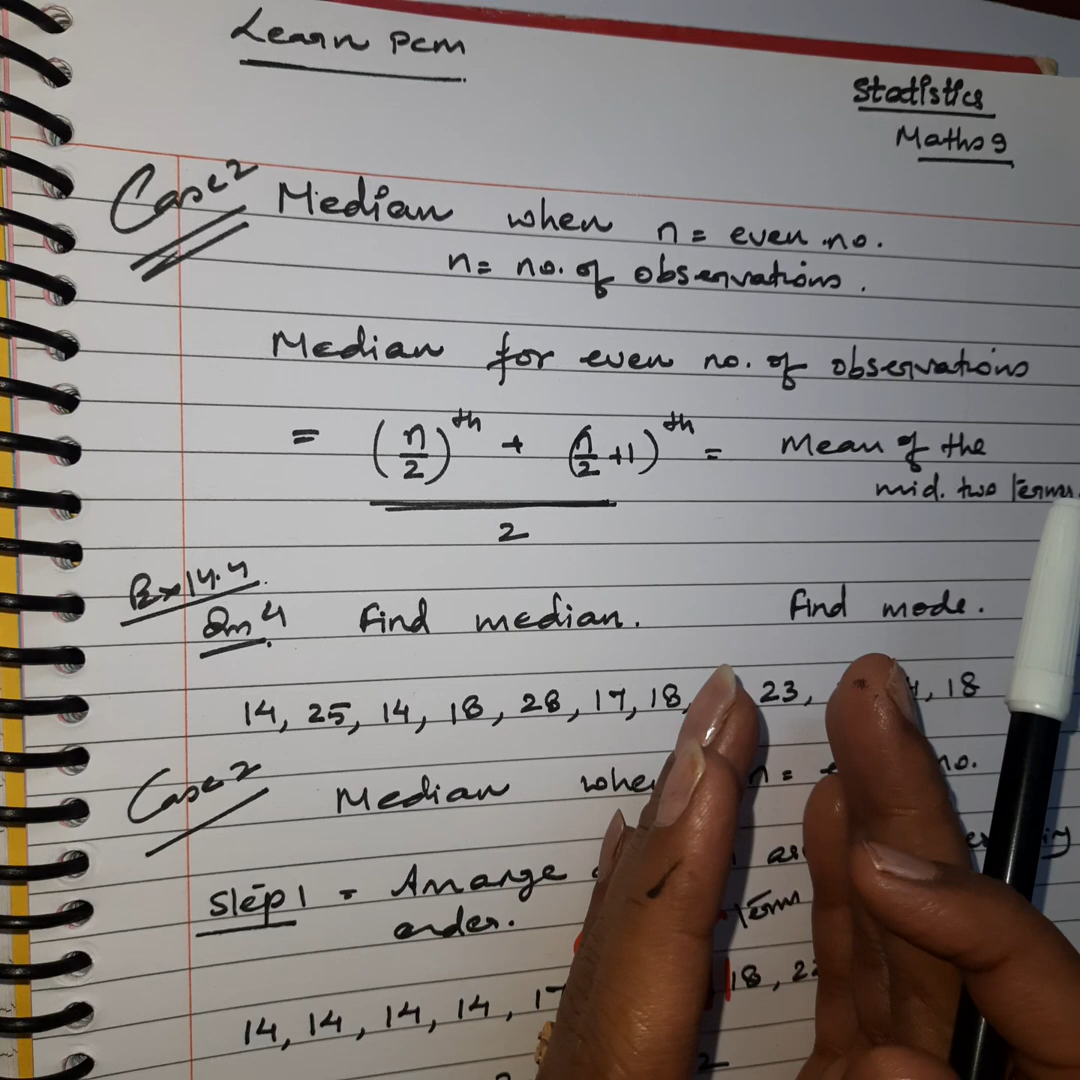 Learn PCM
Statistics
Maths 9
Case 2 Median when n = even no.
n = no. of observations.
Median for even no. of observations
= (n/2)th + (n/2 + 1)th = Mean of the
mid. two terms.
2
Ex 14.4
Qn 4 Find median. Find mode.
14, 25, 14, 18, 28, 17, 18, 23, , 18
Case 2 Median n = no.
Step 1 = Arrange
order. Terms
14, 14, 14, 14, 18,
2